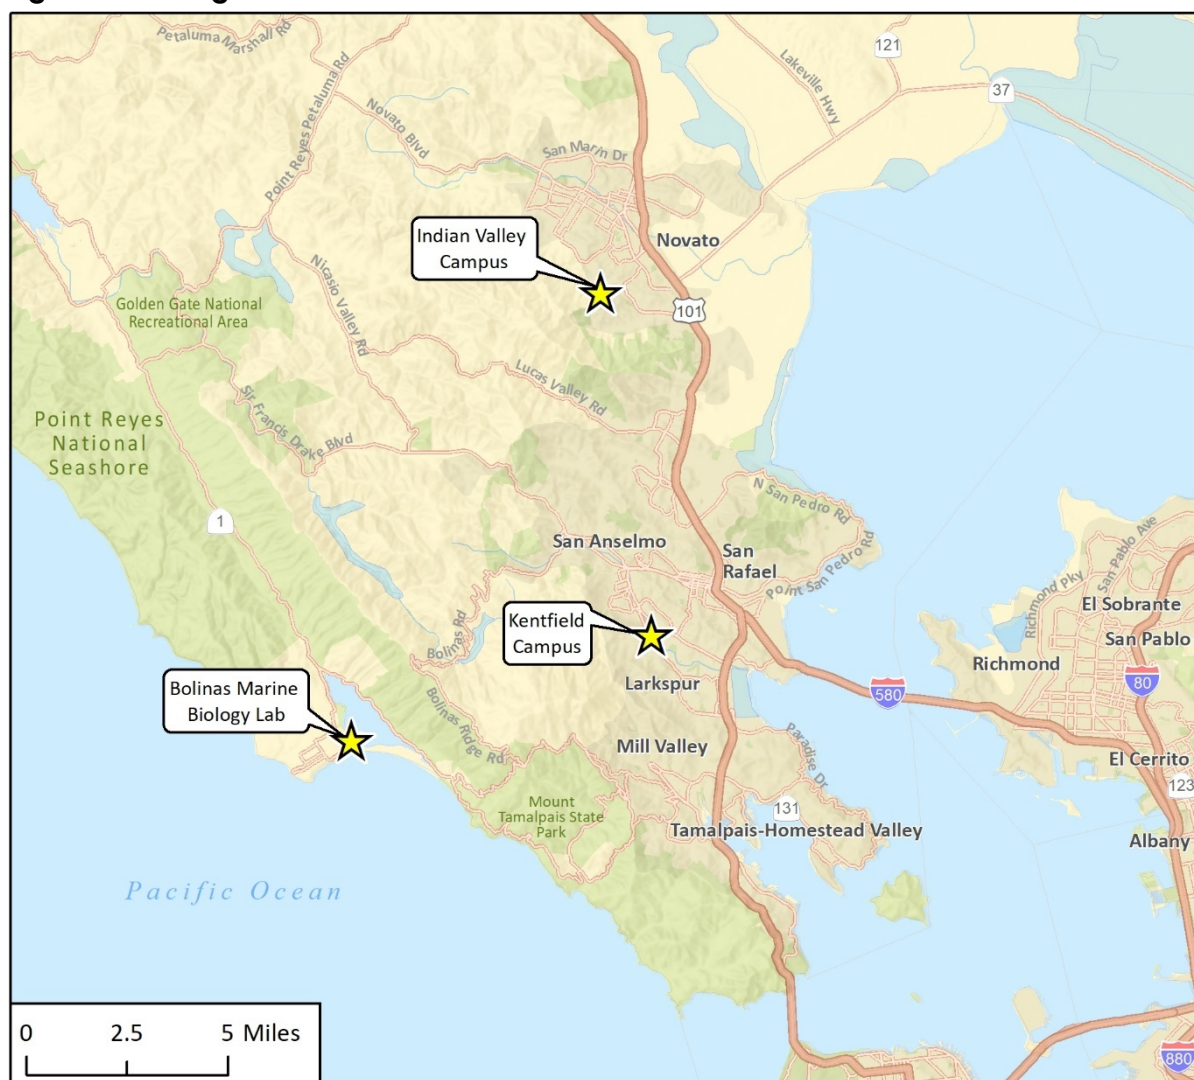 Petaluma Marshall Rd
121
Lakeville Hwy
37
Point Reyes Petaluma Rd
Novato Blvd
San Marin Dr
Indian Valley
Campus
Novato
101
Nicasio Valley Rd
Golden Gate National
Recreational Area
Lucas Valley Rd
Point Reyes
National
Seashore
Sir Francis Drake Blvd
1
N San Pedro Rd
San Anselmo
San
Rafael
Point San Pedro Rd
San Pablo Ave
Richmond Pky
El Sobrante
San Pablo
Kentfield
Campus
Bolinas Rd
Richmond
80
580
Larkspur
Bolinas Marine
Biology Lab
Bolinas Ridge Rd
Mill Valley
Paradise Dr
El Cerrito
123
Mount
Tamalpais State
Park
131
Tamalpais-Homestead Valley
Albany
Pacific Ocean
0 2.5 5 Miles
880